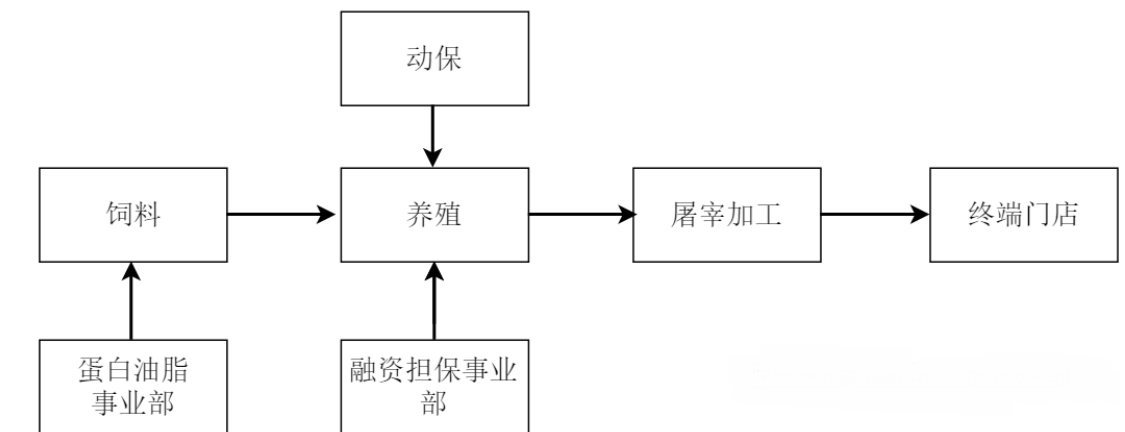 动保
饲料
养殖
屠宰加工
终端门店
蛋白油脂
事业部
融资担保事业
部